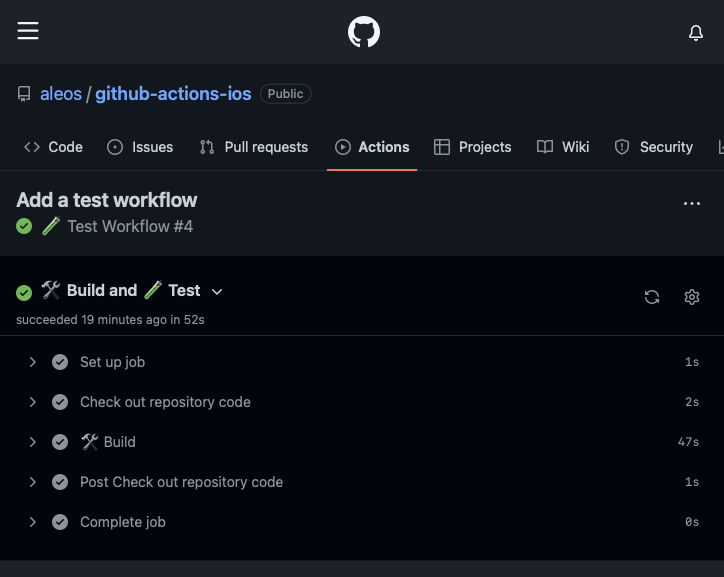 aleos / github-actions-ios Public
Code Issues Pull requests Actions Projects Wiki Security
Add a test workflow
Test Workflow #4
Build and Test
succeeded 19 minutes ago in 52s
Set up job 1s
Check out repository code 2s
Build 47s
Post Check out repository code 1s
Complete job 0s